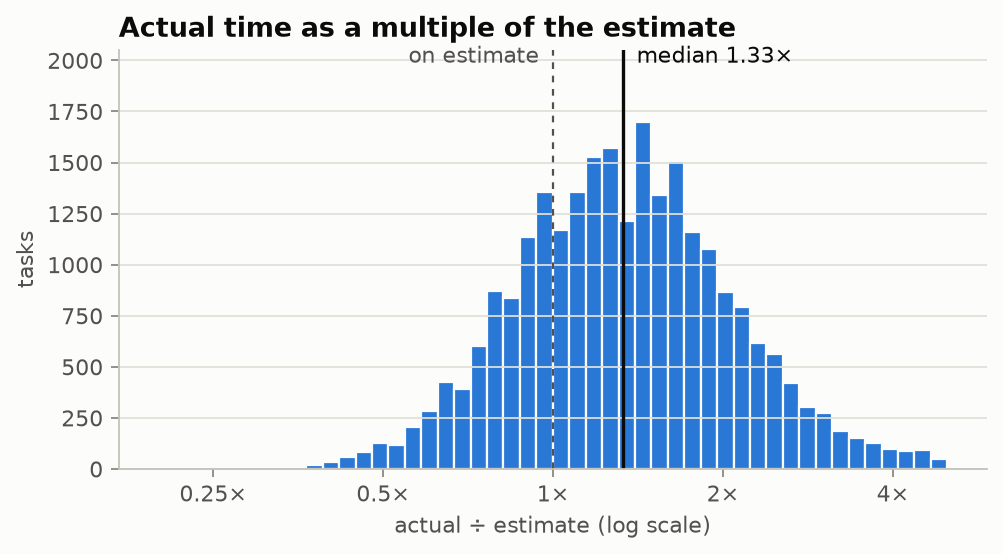 Actual time as a multiple of the estimate
on estimate
median 1.33×
2000
1750
1500
1250
1000
750
500
250
0
tasks
0.25×
0.5×
1×
2×
4×
actual ÷ estimate (log scale)